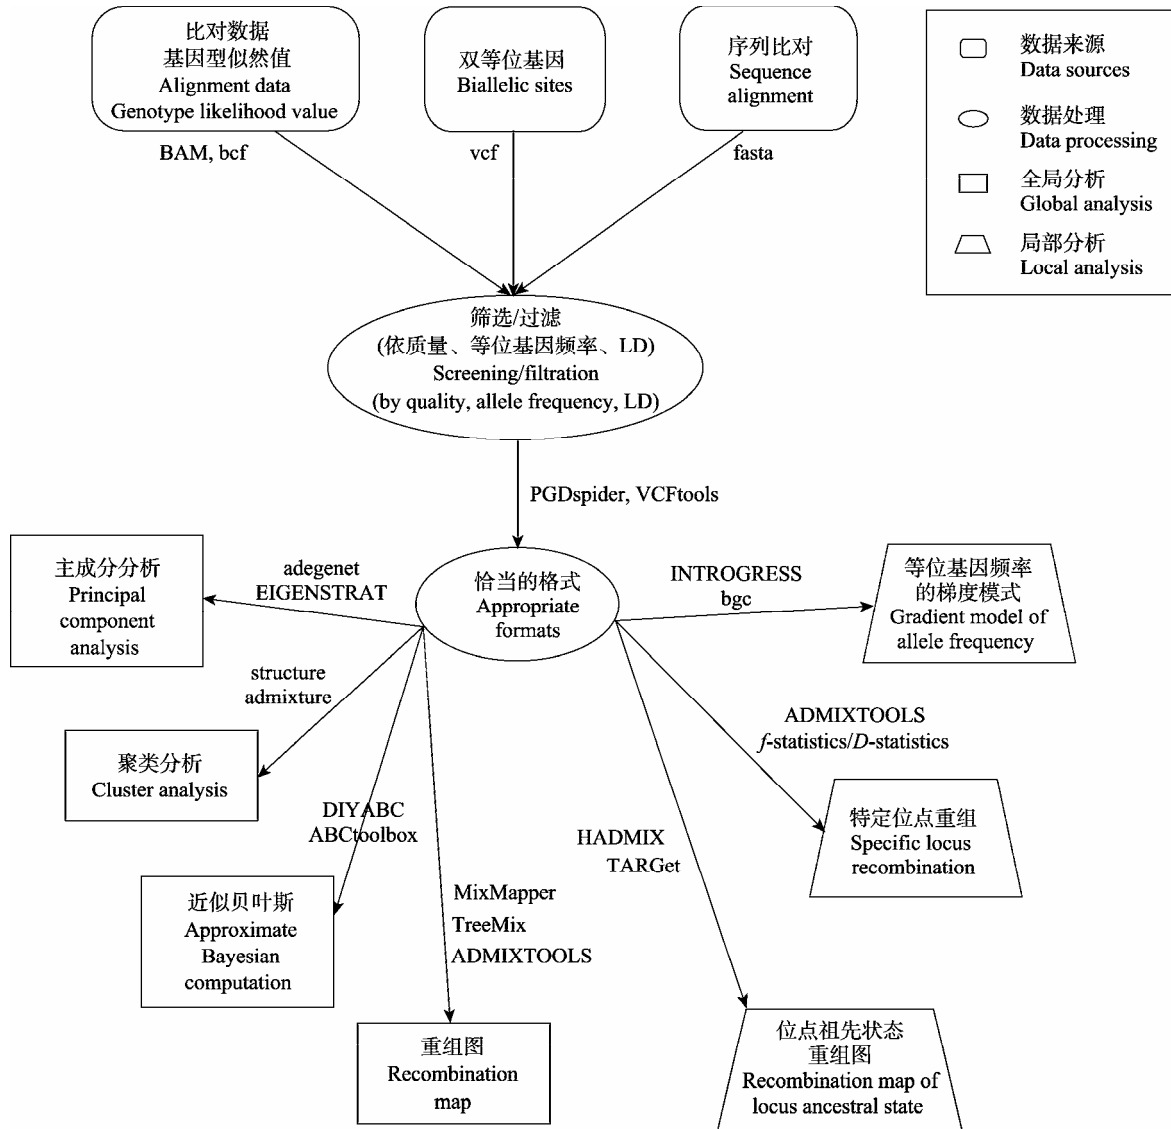 比对数据
基因型似然值
Alignment data
Genotype likelihood value
双等位基因
Biallelic sites
序列比对
Sequence
alignment
数据来源
Data sources
数据处理
Data processing
全局分析
Global analysis
局部分析
Local analysis
BAM, bcf
vcf
fasta
筛选/过滤
(依质量、等位基因频率、LD)
Screening/filtration
(by quality, allele frequency, LD)
PGDspider, VCFtools
恰当的格式
Appropriate
formats
adegenet
EIGENSTRAT
主成分分析
Principal
component
analysis
structure
admixture
聚类分析
Cluster analysis
DIYABC
ABCtoolbox
近似贝叶斯
Approximate
Bayesian
computation
MixMapper
TreeMix
ADMIXTOOLS
重组图
Recombination
map
INTROGRESS
bgc
等位基因频率
的梯度模式
Gradient model of
allele frequency
ADMIXTOOLS
f-statistics/D-statistics
特定位点重组
Specific locus
recombination
HADMIX
TARGet
位点祖先状态
重组图
Recombination map of
locus ancestral state